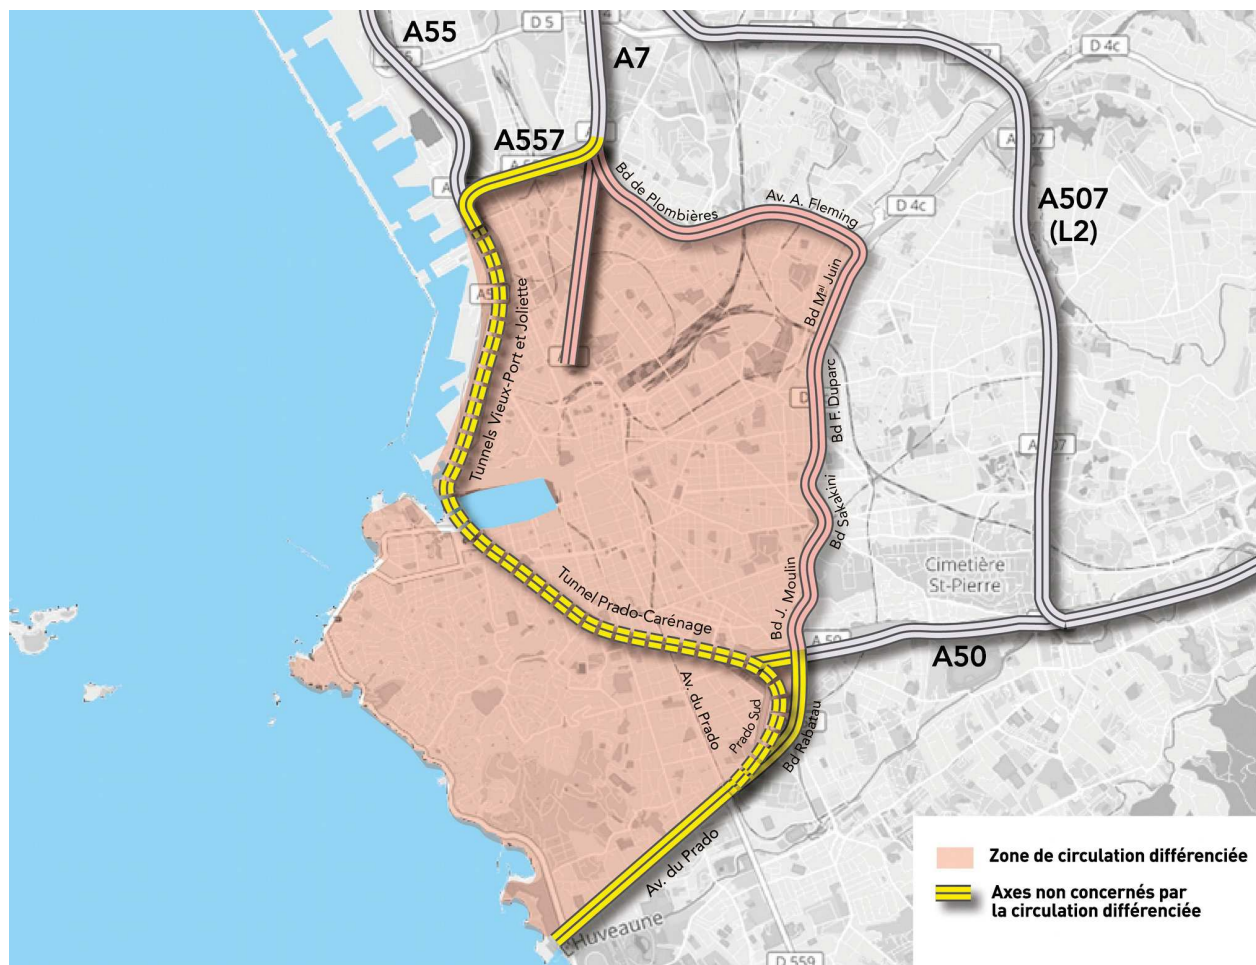 A55
D 5
A7
D 4c
A557
Bd de Plombières
Av. A. Fleming
D 4c
A507
(L2)
Bd Mal Juin
Tunnels Vieux-Port et Joliette
Bd F. Duparc
Bd Sakakini
Cimetière
St-Pierre
Tunnel Prado-Carénage
Bd J. Moulin
A 50
A50
Av. du Prado
Prado Sud
Bd Rabatau
Av. du Prado
Huveaune
D 559
Zone de circulation différenciée
Axes non concernés par
la circulation différenciée